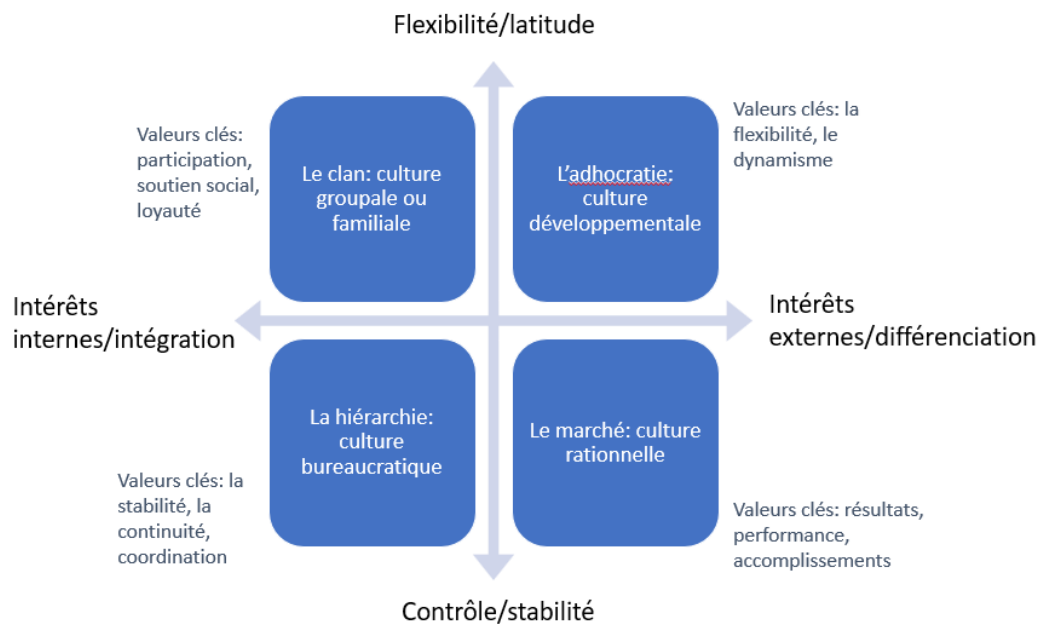 Flexibilité/latitude
Valeurs clés:
participation,
soutien social,
loyauté
Le clan: culture
groupale ou
familiale
L'adhocratie:
culture
développementale
Valeurs clés: la
flexibilité, le
dynamisme
Intérêts
internes/intégration
Intérêts
externes/différenciation
La hiérarchie:
culture
bureaucratique
Le marché: culture
rationnelle
Valeurs clés: la
stabilité, la
continuité,
coordination
Valeurs clés: résultats,
performance,
accomplissements
Contrôle/stabilité